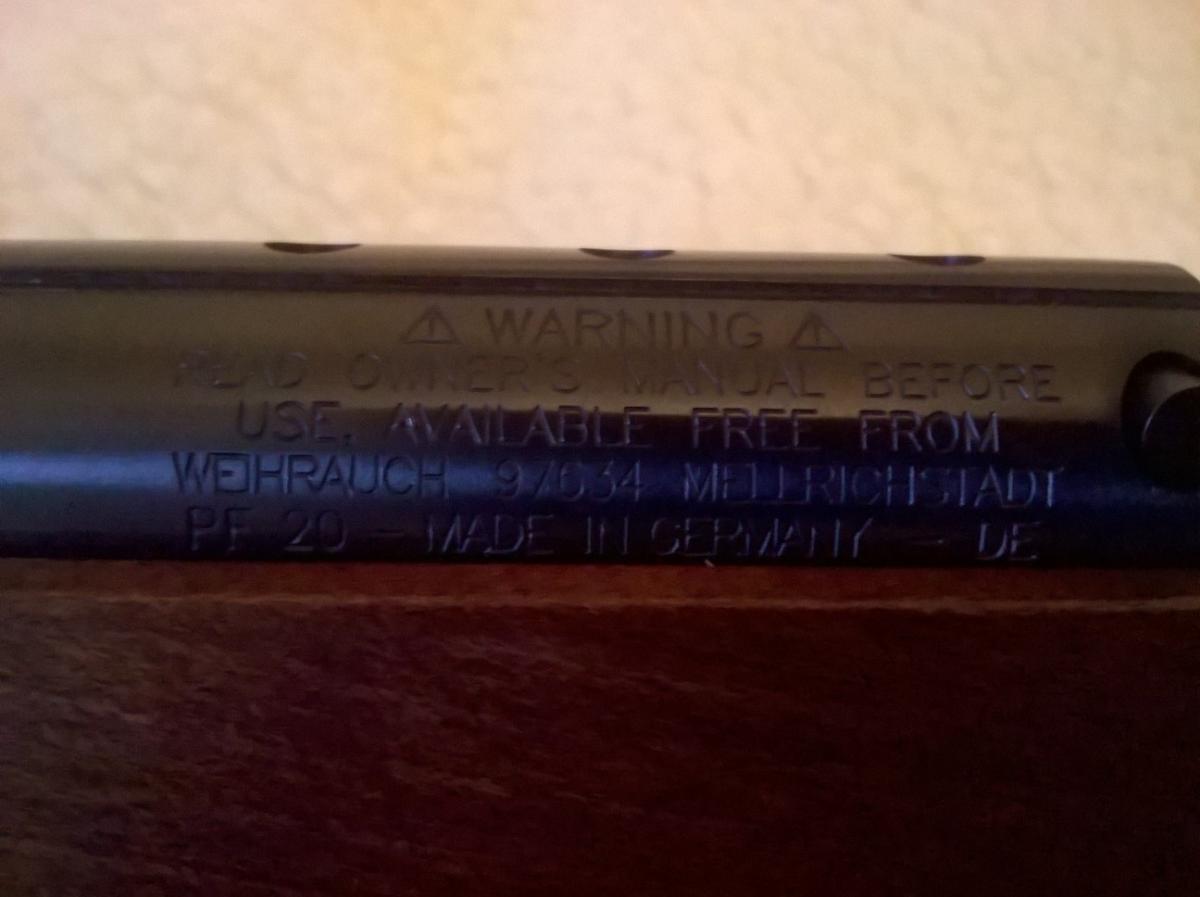 ⚠ WARNING ⚠
READ OWNER'S MANUAL BEFORE
USE, AVAILABLE FREE FROM
WEIHRAUCH 97634 MELLRICHSTADT
PF 20 - MADE IN GERMANY - DE